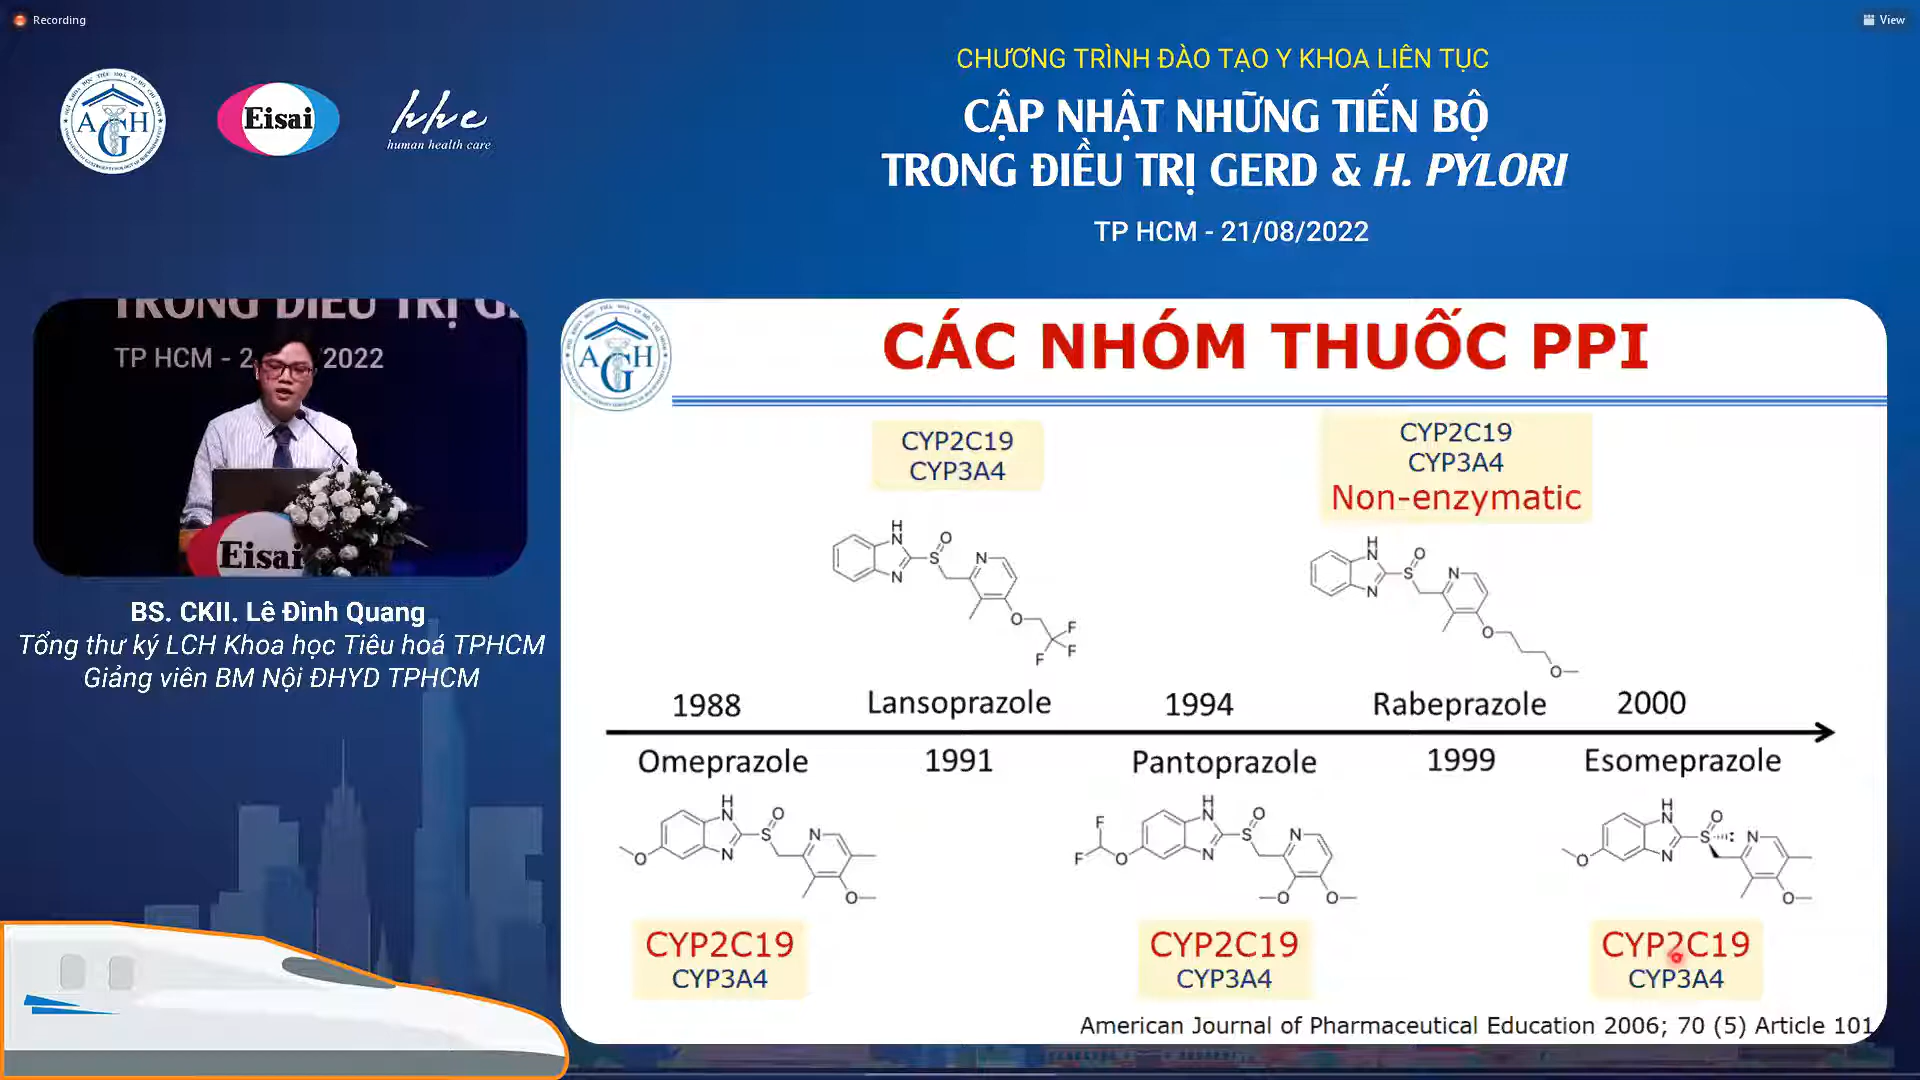 Recording
View
CHƯƠNG TRÌNH ĐÀO TẠO Y KHOA LIÊN TỤC
CẬP NHẬT NHỮNG TIẾN BỘ
TRONG ĐIỀU TRỊ GERD & H. PYLORI
TP HCM - 21/08/2022
AGH
Eisai
hhc
human health care
TRONG ĐIỀU TRỊ G
TP HCM - 2 2022
Eisai
BS. CKII. Lê Đình Quang
Tổng thư ký LCH Khoa học Tiêu hoá TPHCM
Giảng viên BM Nội ĐHYD TPHCM
AGH
CÁC NHÓM THUỐC PPI
CYP2C19
CYP3A4
CYP2C19
CYP3A4
Non-enzymatic
H
N
N
S
O
N
O
F
F
F
H
N
N
S
O
N
O
O
1988
Lansoprazole
1994
Rabeprazole
2000
Omeprazole
1991
Pantoprazole
1999
Esomeprazole
H
N
N
S
O
N
O
O
H
N
N
S
O
N
F
F
O
O
O
H
N
N
S
O
N
O
O
CYP2C19
CYP3A4
CYP2C19
CYP3A4
CYP2C19
CYP3A4
American Journal of Pharmaceutical Education 2006; 70 (5) Article 101